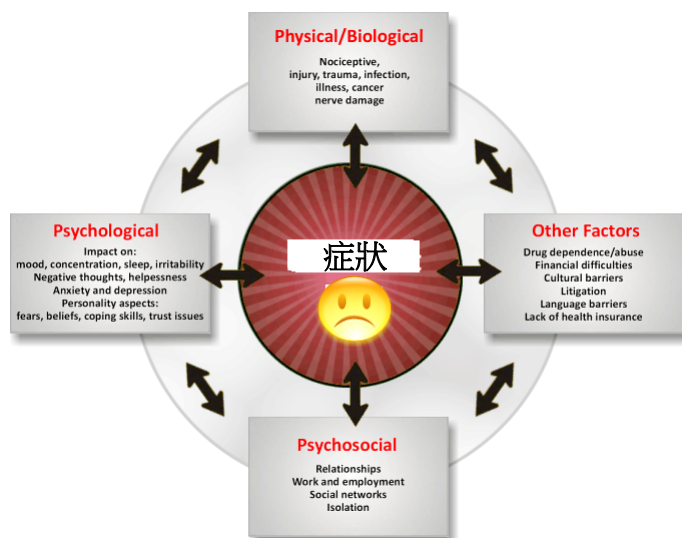 Physical/Biological
Nociceptive,
injury, trauma, infection,
illness, cancer
nerve damage
Psychological
Impact on:
mood, concentration, sleep, irritability
Negative thoughts, helpessness
Anxiety and depression
Personality aspects:
fears, beliefs, coping skills, trust issues
症狀
Other Factors
Drug dependence/abuse
Financial difficulties
Cultural barriers
Litigation
Language barriers
Lack of health insurance
Psychosocial
Relationships
Work and employment
Social networks
Isolation